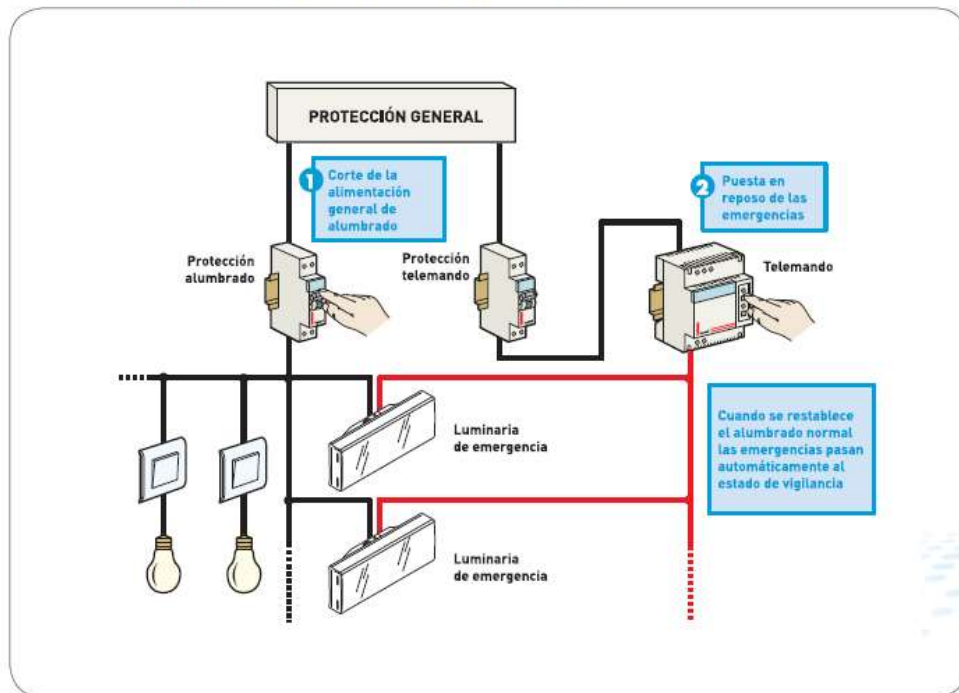 PROTECCIÓN GENERAL
1
Corte de la
alimentación
general de
alumbrado
2
Puesta en
reposo de las
emergencias
Protección
alumbrado
Protección
telemando
Telemando
Luminaria
de emergencia
Cuando se restablece
el alumbrado normal
las emergencias pasan
automáticamente al
estado de vigilancia
Luminaria
de emergencia